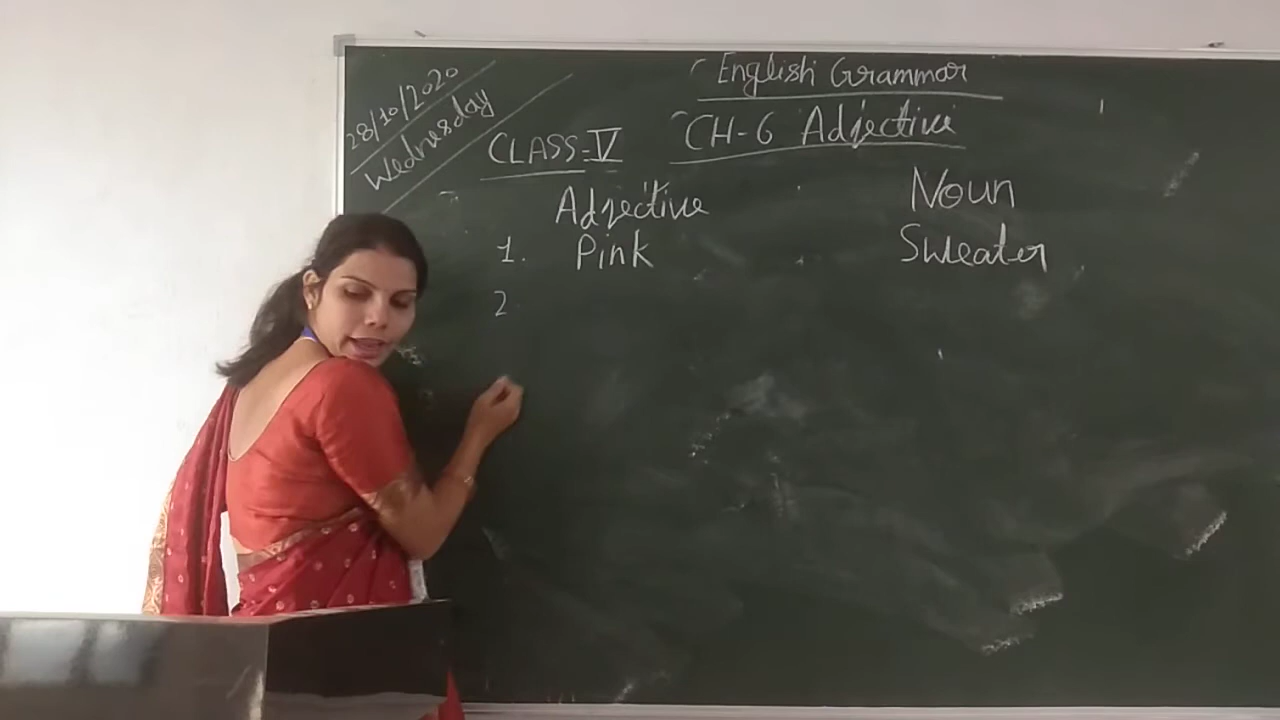 28/10/2020
Wednesday
English Grammar
CLASS-V
CH-6 Adjective
Adjective Noun
1. Pink Sweater
2